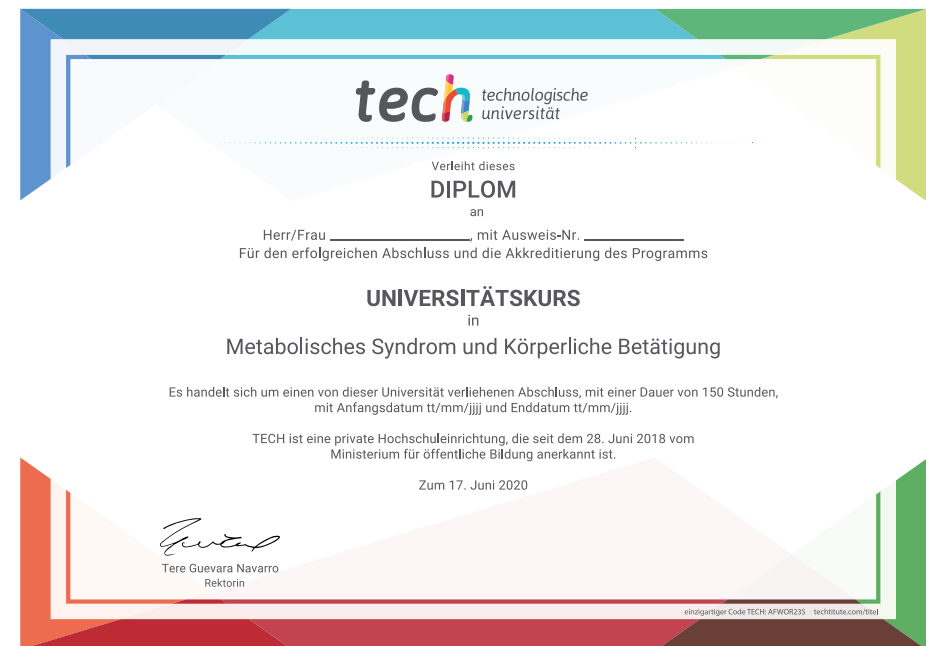 tech technologische
universität
Verleiht dieses
DIPLOM
an
Herr/Frau ____________, mit Ausweis-Nr. ____________
Für den erfolgreichen Abschluss und die Akkreditierung des Programms
UNIVERSITÄTSKURS
in
Metabolisches Syndrom und Körperliche Betätigung
Es handelt sich um einen von dieser Universität verliehenen Abschluss, mit einer Dauer von 150 Stunden,
mit Anfangsdatum tt/mm/jjjj und Enddatum tt/mm/jjjj.
TECH ist eine private Hochschuleinrichtung, die seit dem 28. Juni 2018 vom
Ministerium für öffentliche Bildung anerkannt ist.
Zum 17. Juni 2020
Tere Guevara Navarro
Rektorin
einzigartiger Code TECH: AFWOR23S techtitute.com/titel